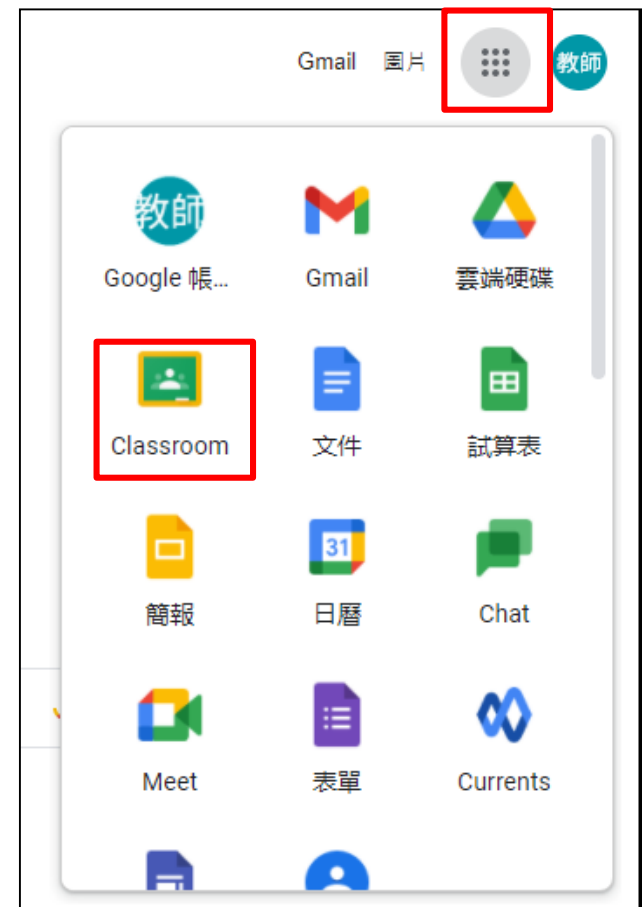 Gmail 圖片 教師
教師
Google 帳... Gmail 雲端硬碟
Classroom 文件 試算表
31
簡報 日曆 Chat
Meet 表單 Currents